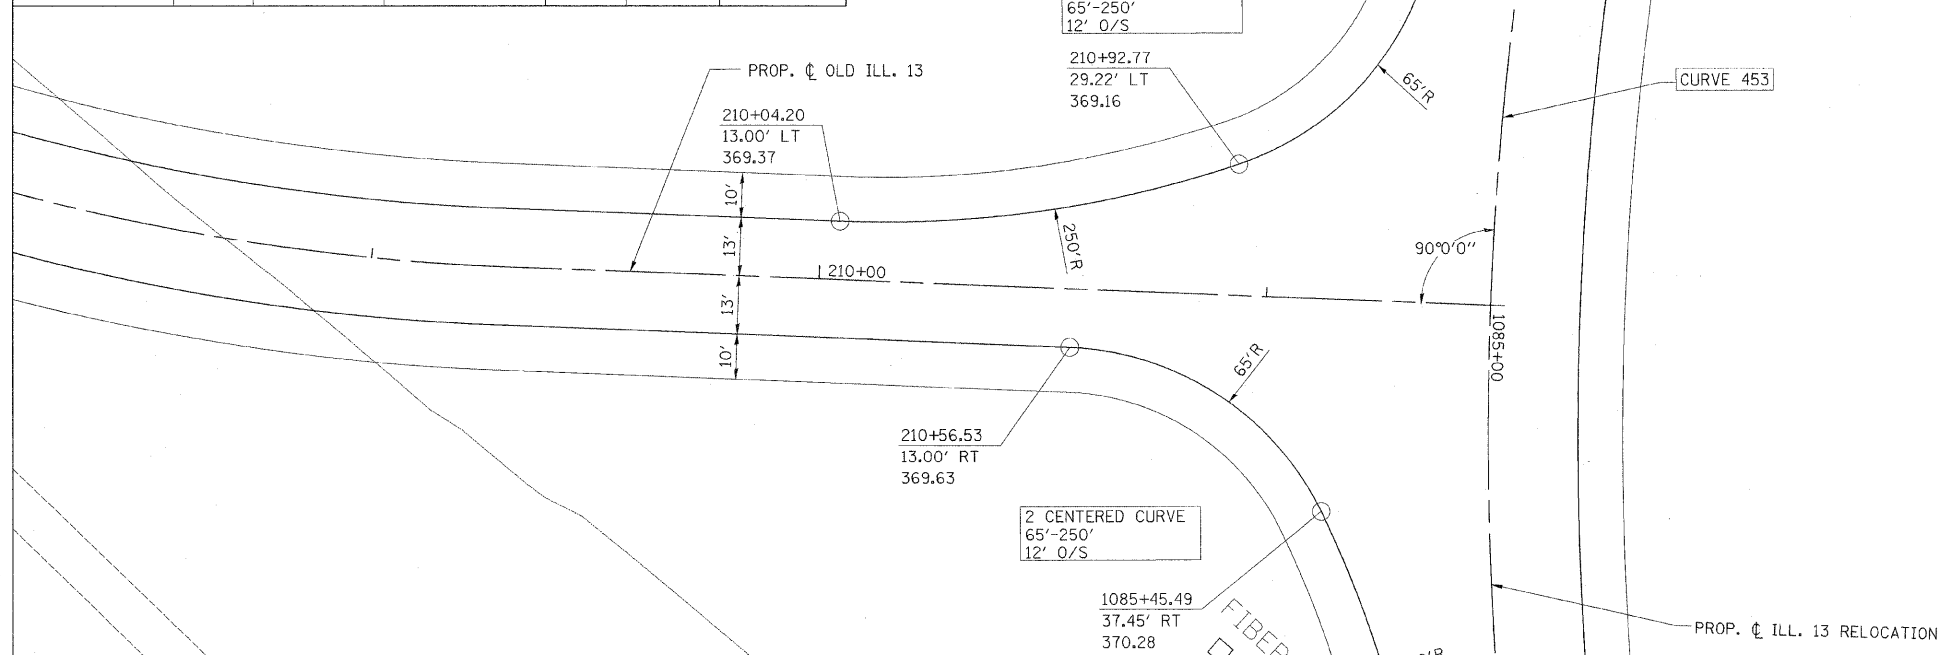 65'-250'
12' O/S
210+92.77
29.22' LT
369.16
PROP. ℄ OLD ILL. 13
210+04.20
13.00' LT
369.37
65'R
CURVE 453
10'
13'
250'R
90°0'0"
210+00
13'
10'
1085+00
65'R
210+56.53
13.00' RT
369.63
2 CENTERED CURVE
65'-250'
12' O/S
1085+45.49
37.45' RT
370.28
FIBER
PROP. ℄ ILL. 13 RELOCATION